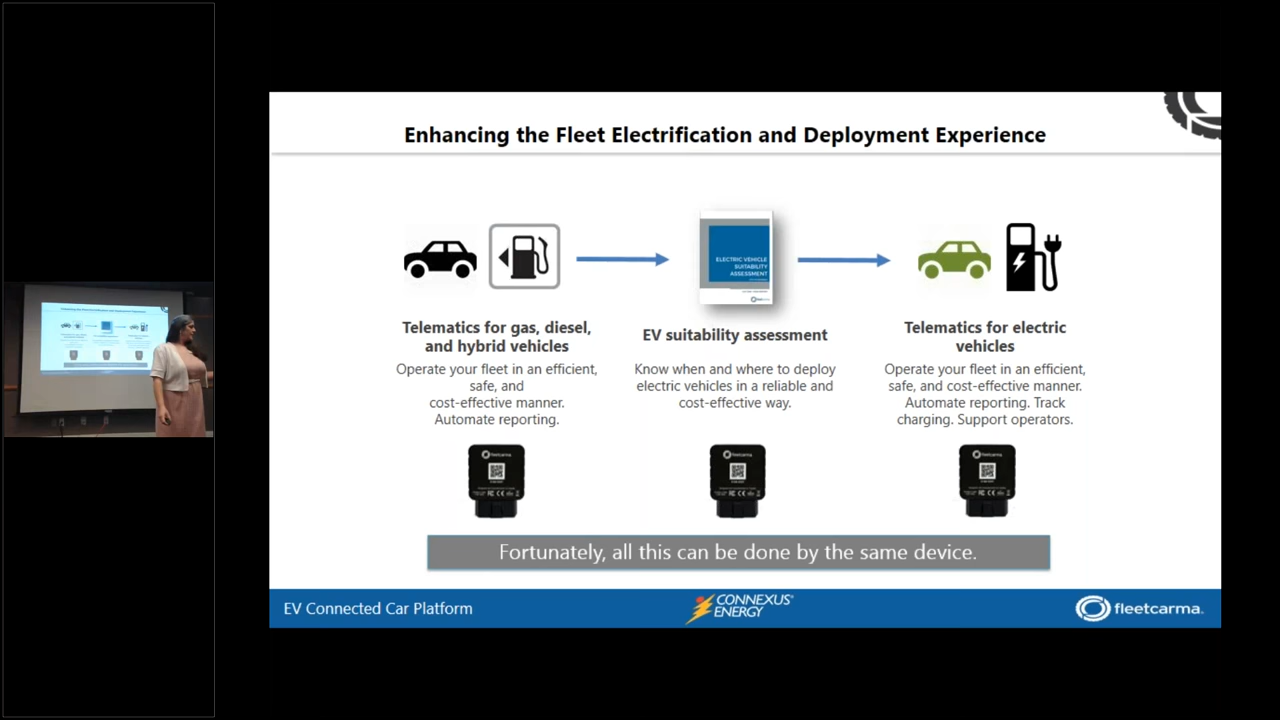 Enhancing the Fleet Electrification and Deployment Experience
ELECTRIC VEHICLE
SUITABILITY
ASSESSMENT
Telematics for gas, diesel,
and hybrid vehicles
Operate your fleet in an efficient,
safe, and
cost-effective manner.
Automate reporting.
EV suitability assessment
Know when and where to deploy
electric vehicles in a reliable and
cost-effective way.
Telematics for electric
vehicles
Operate your fleet in an efficient,
safe, and cost-effective manner.
Automate reporting. Track
charging. Support operators.
fleetcarma
fleetcarma
fleetcarma
Fortunately, all this can be done by the same device.
EV Connected Car Platform
CONNEXUS®
ENERGY
fleetcarma.